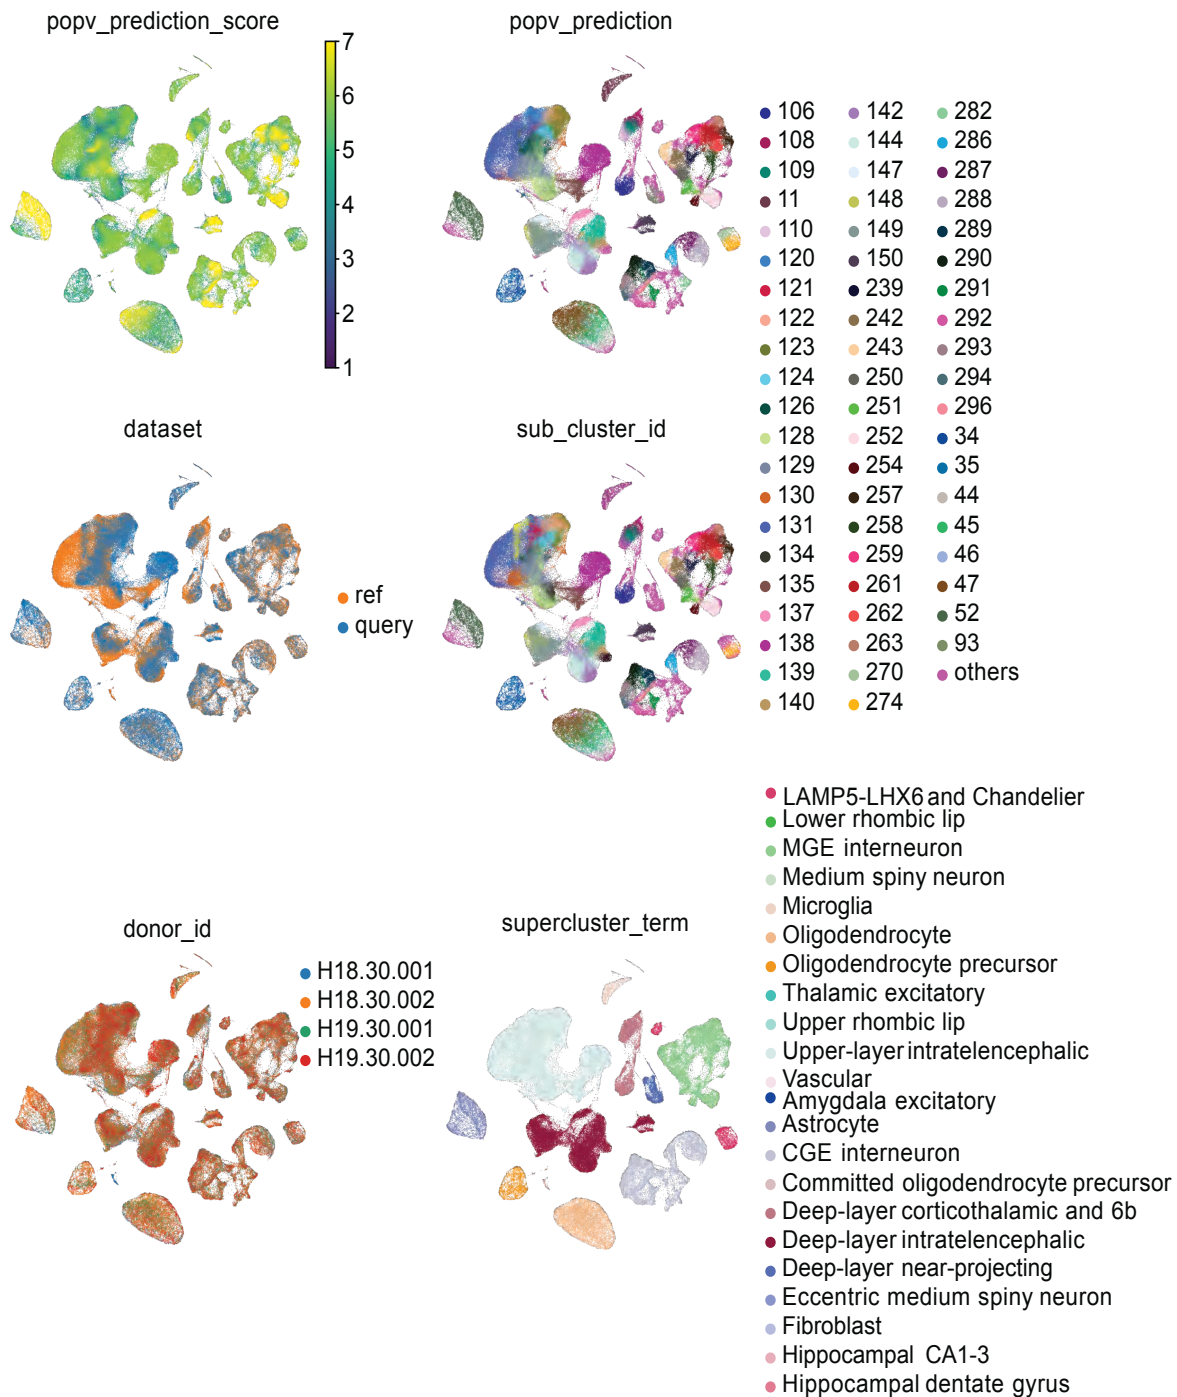 popv_prediction_score
popv_prediction
7
6
5
4
3
2
1
106
108
109
11
110
120
121
122
123
124
126
128
129
130
131
134
135
137
138
139
140
142
144
147
148
149
150
239
242
243
250
251
252
254
257
258
259
261
262
263
270
274
282
286
287
288
289
290
291
292
293
294
296
34
35
44
45
46
47
52
93
others
dataset
ref
query
sub_cluster_id
donor_id
H18.30.001
H18.30.002
H19.30.001
H19.30.002
supercluster_term
LAMP5-LHX6 and Chandelier
Lower rhombic lip
MGE interneuron
Medium spiny neuron
Microglia
Oligodendrocyte
Oligodendrocyte precursor
Thalamic excitatory
Upper rhombic lip
Upper-layer intratelencephalic
Vascular
Amygdala excitatory
Astrocyte
CGE interneuron
Committed oligodendrocyte precursor
Deep-layer corticothalamic and 6b
Deep-layer intratelencephalic
Deep-layer near-projecting
Eccentric medium spiny neuron
Fibroblast
Hippocampal CA1-3
Hippocampal dentate gyrus